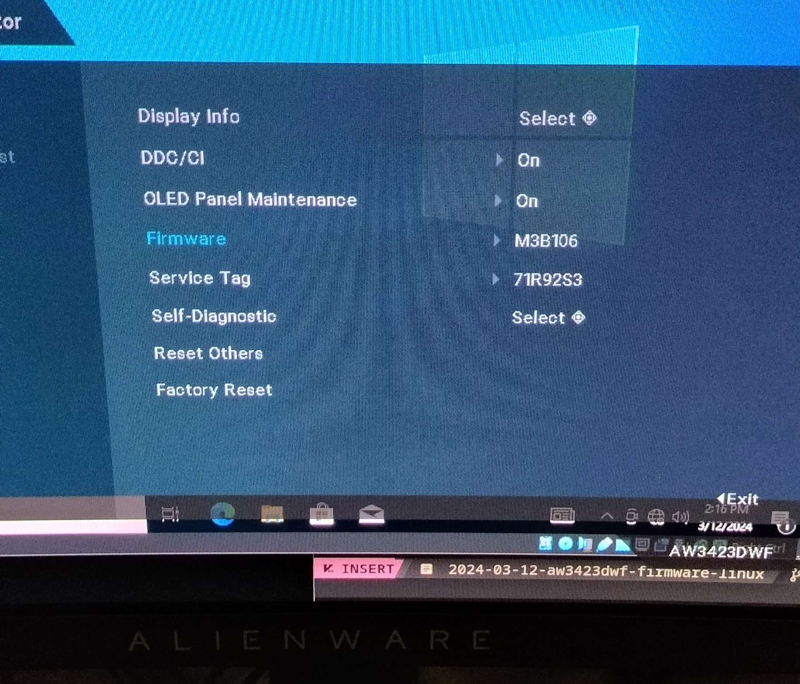 tor
Display Info Select
DDC/CI On
st
OLED Panel Maintenance On
Firmware M3B106
Service Tag 71R92S3
Self-Diagnostic Select
Reset Others
Factory Reset
Exit
2:16 PM
3/12/2024
AW3423DWF
INSERT 2024-03-12-aw3423dwf-firmware-linux
ALIENWARE